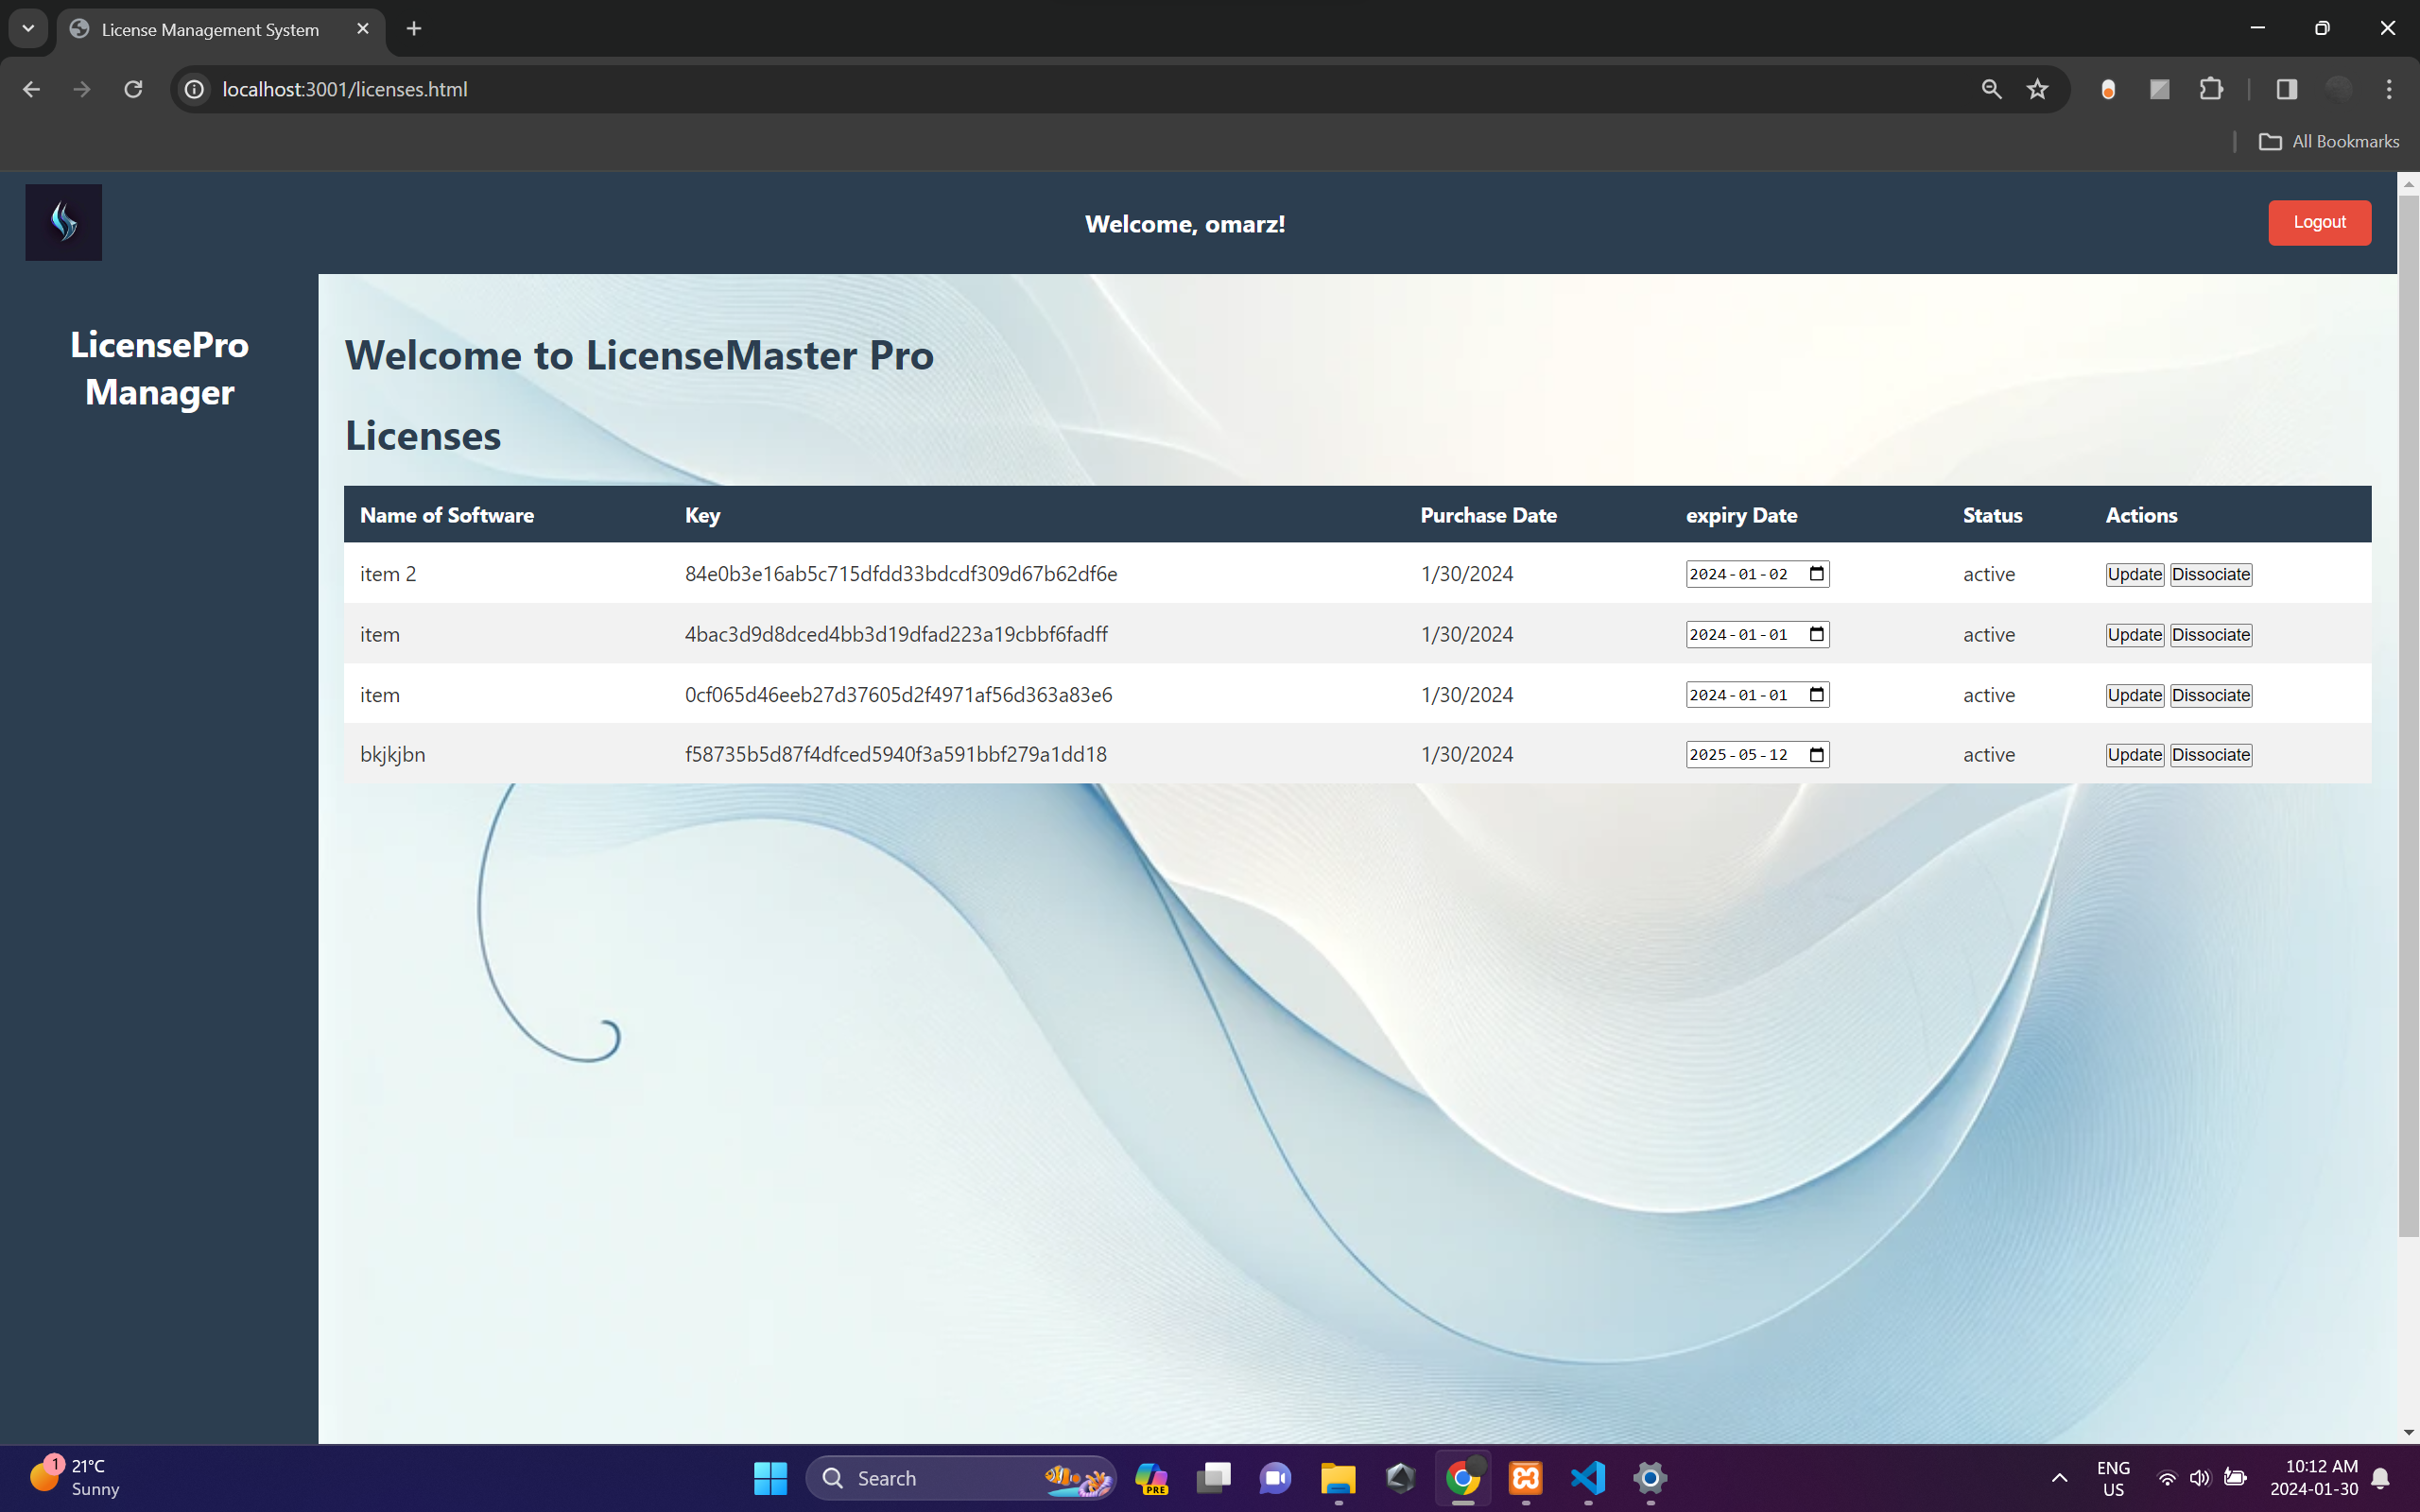 License Management System
localhost:3001/licenses.html
All Bookmarks
Welcome, omarz!
Logout
LicensePro
Manager
Welcome to LicenseMaster Pro
Licenses
Name of Software Key Purchase Date expiry Date Status Actions
item 2 84e0b3e16ab5c715dfdd33bdcdf309d67b62df6e 1/30/2024 2024-01-02 active Update Dissociate
item 4bac3d9d8dced4bb3d19dfad223a19cbbf6fadff 1/30/2024 2024-01-01 active Update Dissociate
item 0cf065d46eeb27d37605d2f4971af56d363a83e6 1/30/2024 2024-01-01 active Update Dissociate
bkjkjbn f58735b5d87f4dfced5940f3a591bbf279a1dd18 1/30/2024 2025-05-12 active Update Dissociate
1
21°C
Sunny
Search
PRE
ENG
US
10:12 AM
2024-01-30